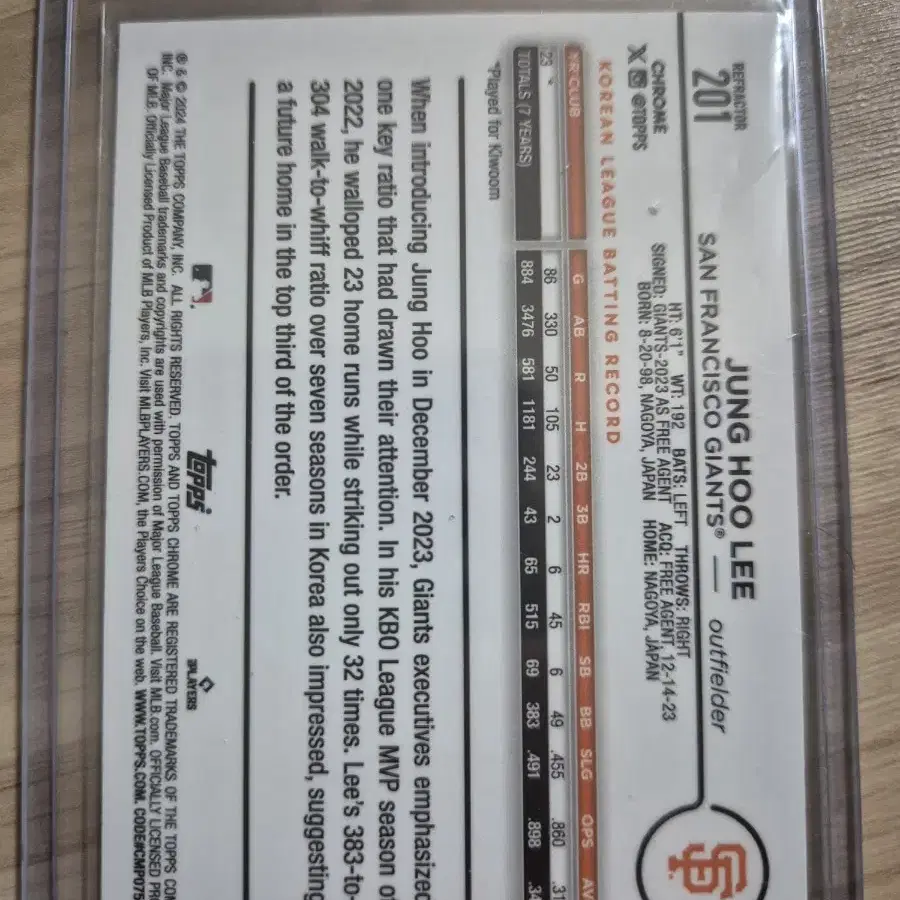 REFRACTOR
201
JUNG HOO LEE
SAN FRANCISCO GIANTS® — outfielder
SF
CHROME
X @TOPPS
HT: 6'1" WT: 192 BATS: LEFT THROWS: RIGHT
SIGNED: GIANTS-2023 AS FREE AGENT ACQ: FREE AGENT, 12-14-23
BORN: 8-20-98, NAGOYA, JAPAN HOME: NAGOYA, JAPAN
KOREAN LEAGUE BATTING RECORD
YR CLUB G AB R H 2B 3B HR RBI SB BB SLG OPS AV
23 * 86 330 50 105 23 2 6 45 6 49 .455 .860 .31
TOTALS (7 YEARS) 884 3476 581 1181 244 43 65 515 69 383 .491 .898 .34
*Played for Kiwoom
When introducing Jung Hoo in December 2023, Giants executives emphasized
one key ratio that had drawn their attention. In his KBO League MVP season of
2022, he walloped 23 home runs while striking out only 32 times. Lee's 383-to-
304 walk-to-whiff ratio over seven seasons in Korea also impressed, suggesting
a future home in the top third of the order.
topps
PLAYERS
® & © 2024 THE TOPPS COMPANY, INC. ALL RIGHTS RESERVED. TOPPS AND TOPPS CHROME ARE REGISTERED TRADEMARKS OF THE TOPPS COM
INC. Major League Baseball trademarks and copyrights are used with permission of Major League Baseball. Visit MLB.com. OFFICIALLY LICENSED PR
OF MLB Officially Licensed Product of MLB Players, Inc. Visit MLBPLAYERS.COM, the Players Choice on the web. WWW.TOPPS.COM. CODE#CMP075